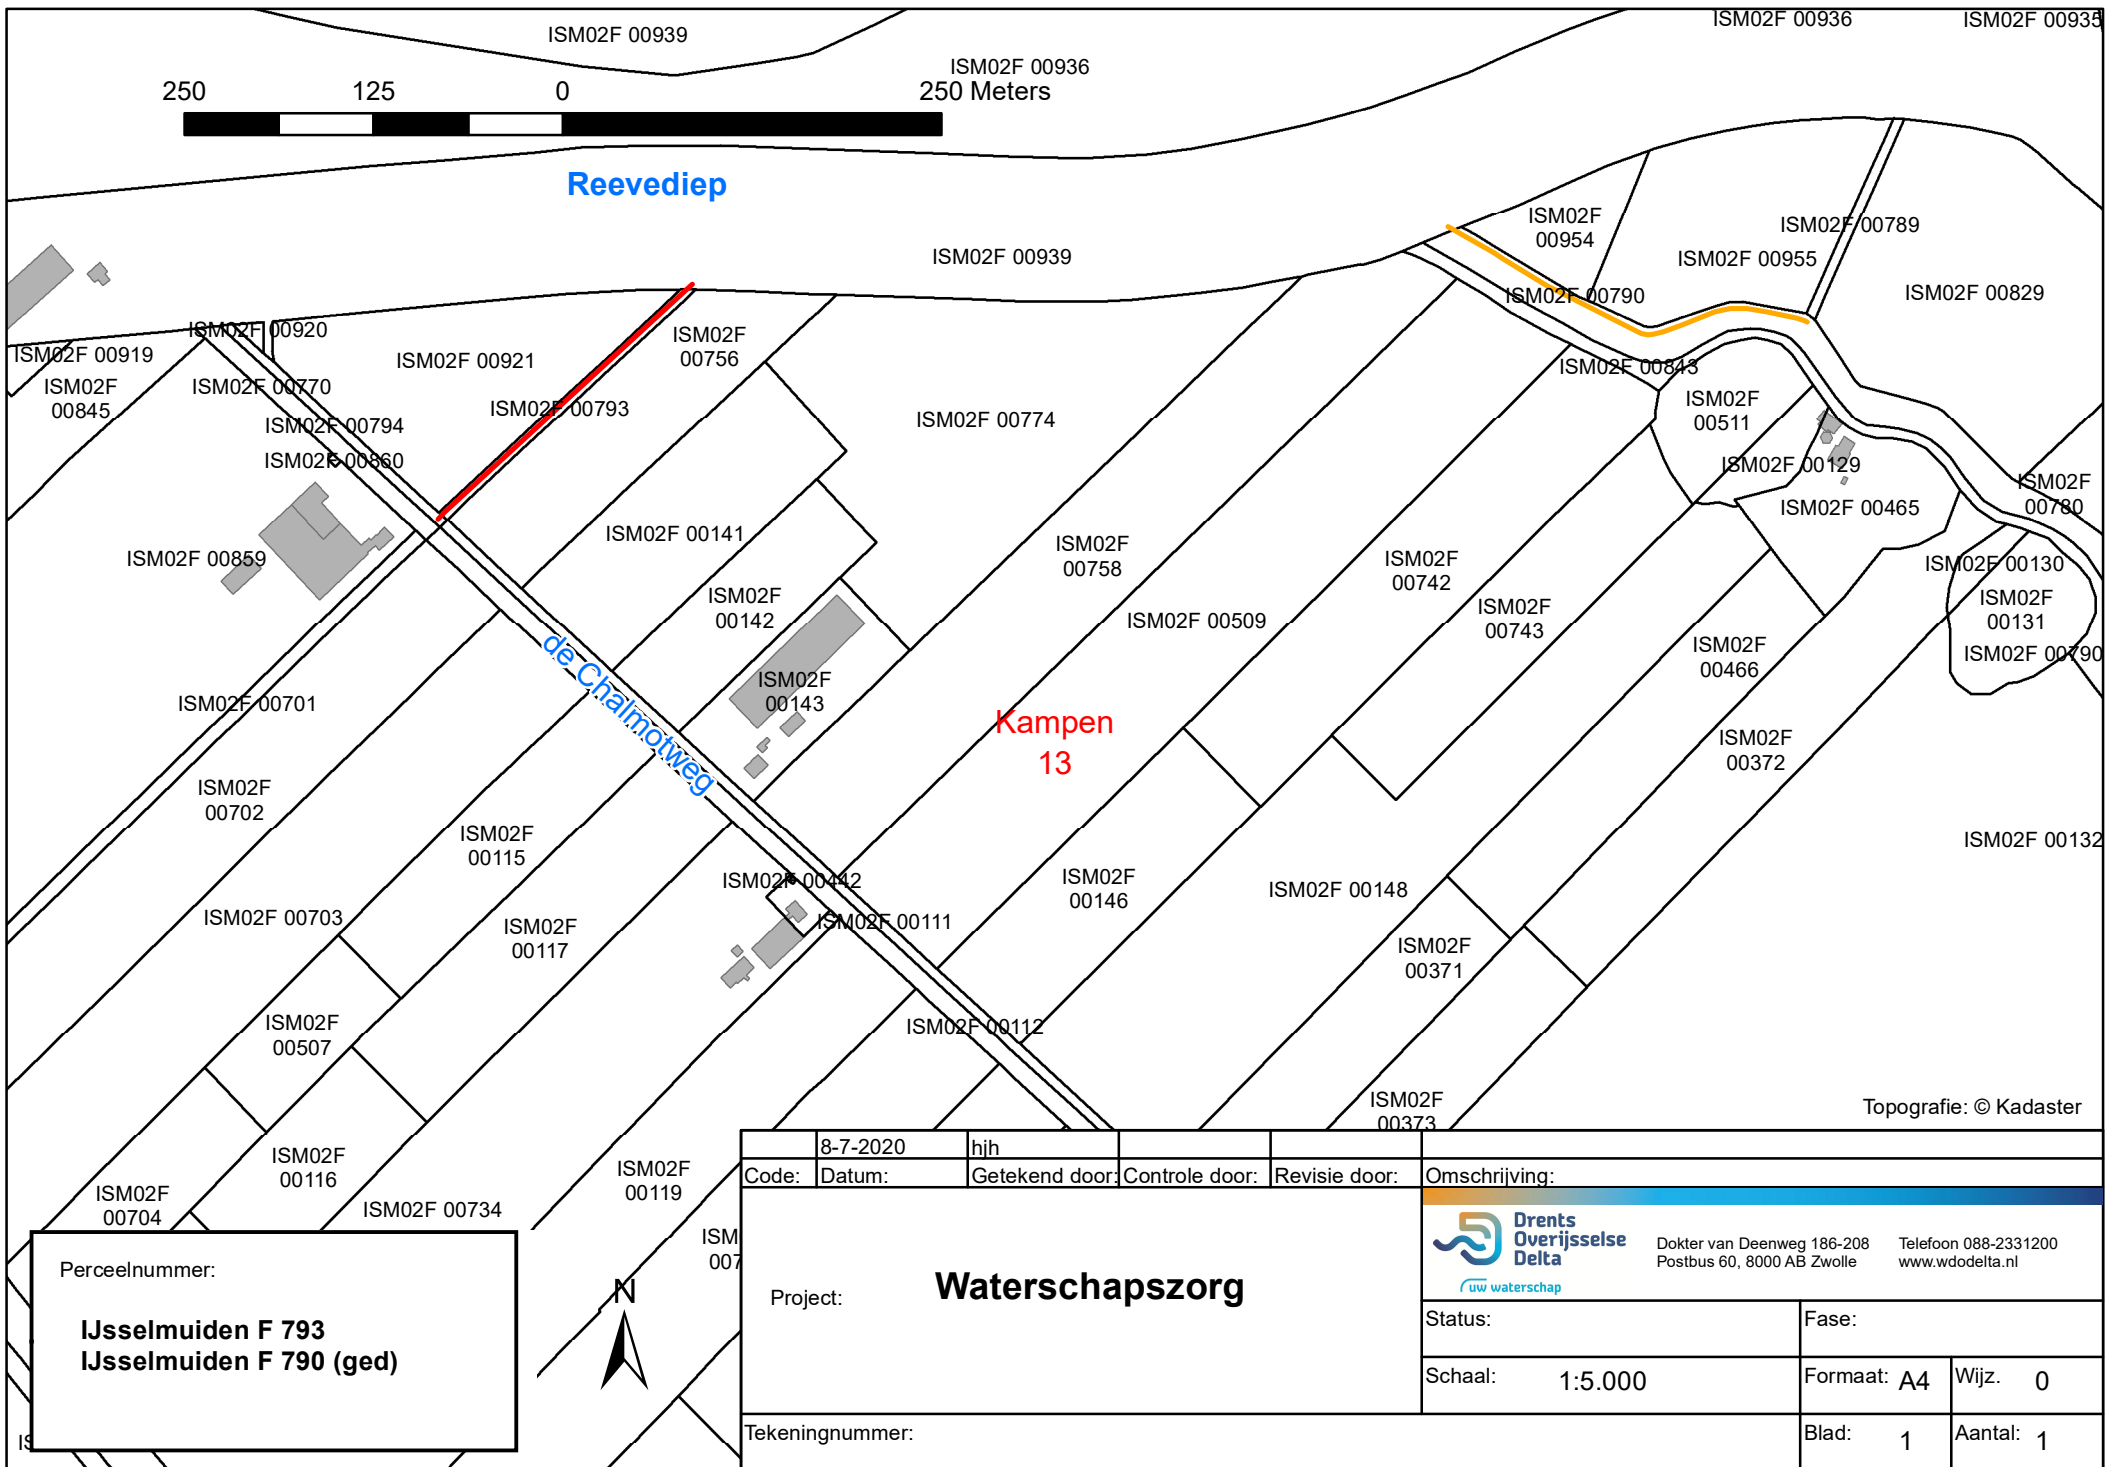 ISM02F 00939
ISM02F 00936
ISM02F 00936
ISM02F 00935
250 125 0 250 Meters
Reevediep
ISM02F 00939
ISM02F
00954
ISM02F 00789
ISM02F 00955
ISM02F 00790
ISM02F 00829
ISM02F 00920
ISM02F 00919
ISM02F
00845
ISM02F 00770
ISM02F 00921
ISM02F
00756
ISM02F 00793
ISM02F 00794
ISM02F 00860
ISM02F 00774
ISM02F 00843
ISM02F
00511
ISM02F 00129
ISM02F 00465
ISM02F
00780
ISM02F 00859
ISM02F 00141
ISM02F
00758
ISM02F
00742
ISM02F 00130
ISM02F
00131
ISM02F 00790
ISM02F
00142
ISM02F 00509
ISM02F
00743
ISM02F
00466
de Chalmotweg
ISM02F
00143
ISM02F 00701
Kampen
13
ISM02F
00372
ISM02F
00702
ISM02F
00115
ISM02F 00132
ISM02F 00442
ISM02F
00146
ISM02F 00148
ISM02F 00703
ISM02F
00117
ISM02F 00111
ISM02F
00371
ISM02F
00507
ISM02F 00112
ISM02F
00373
Topografie: © Kadaster
ISM02F
00116
ISM02F
00704
ISM02F 00734
ISM02F
00119
ISM
007
IS
Perceelnummer:
IJsselmuiden F 793
IJsselmuiden F 790 (ged)
N
8-7-2020 hjh
Code: Datum: Getekend door: Controle door: Revisie door: Omschrijving:
Project: Waterschapszorg
Drents
Overijsselse
Delta
uw waterschap
Dokter van Deenweg 186-208
Postbus 60, 8000 AB Zwolle
Telefoon 088-2331200
www.wdodelta.nl
Status: Fase:
Schaal: 1:5.000 Formaat: A4 Wijz. 0
Tekeningnummer: Blad: 1 Aantal: 1